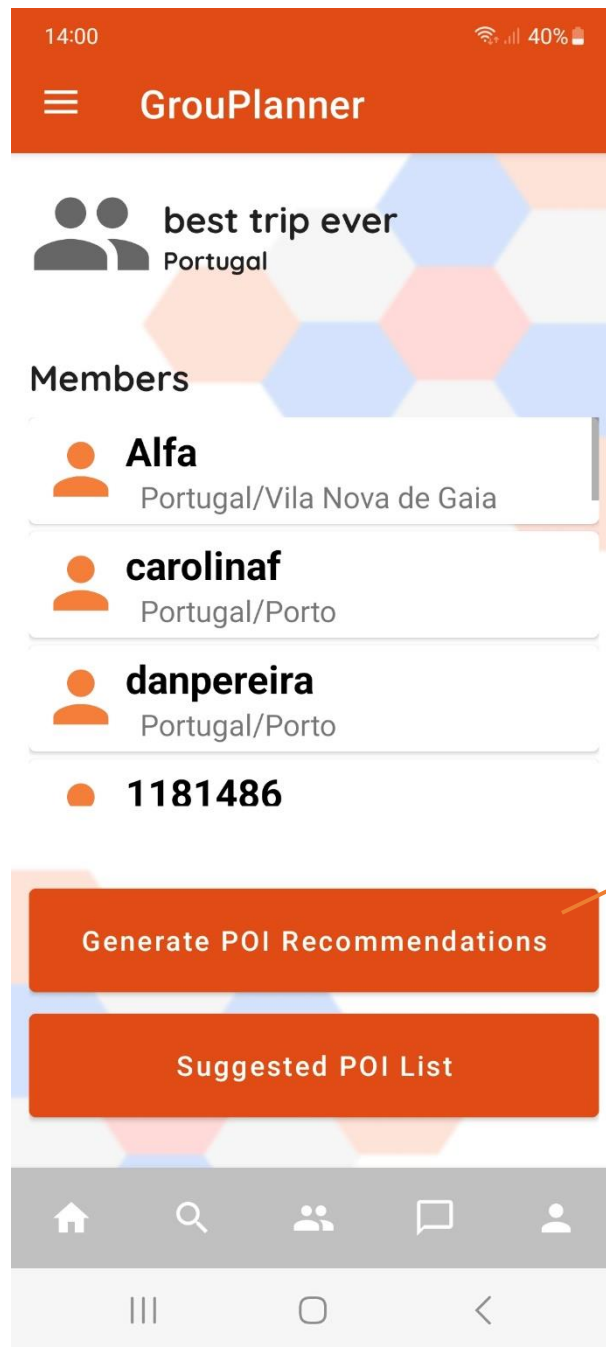 14:00 40%
GrouPlanner
best trip ever
Portugal
Members
Alfa
Portugal/Vila Nova de Gaia
carolinaf
Portugal/Porto
danpereira
Portugal/Porto
1181486
Generate POI Recommendations
Suggested POI List